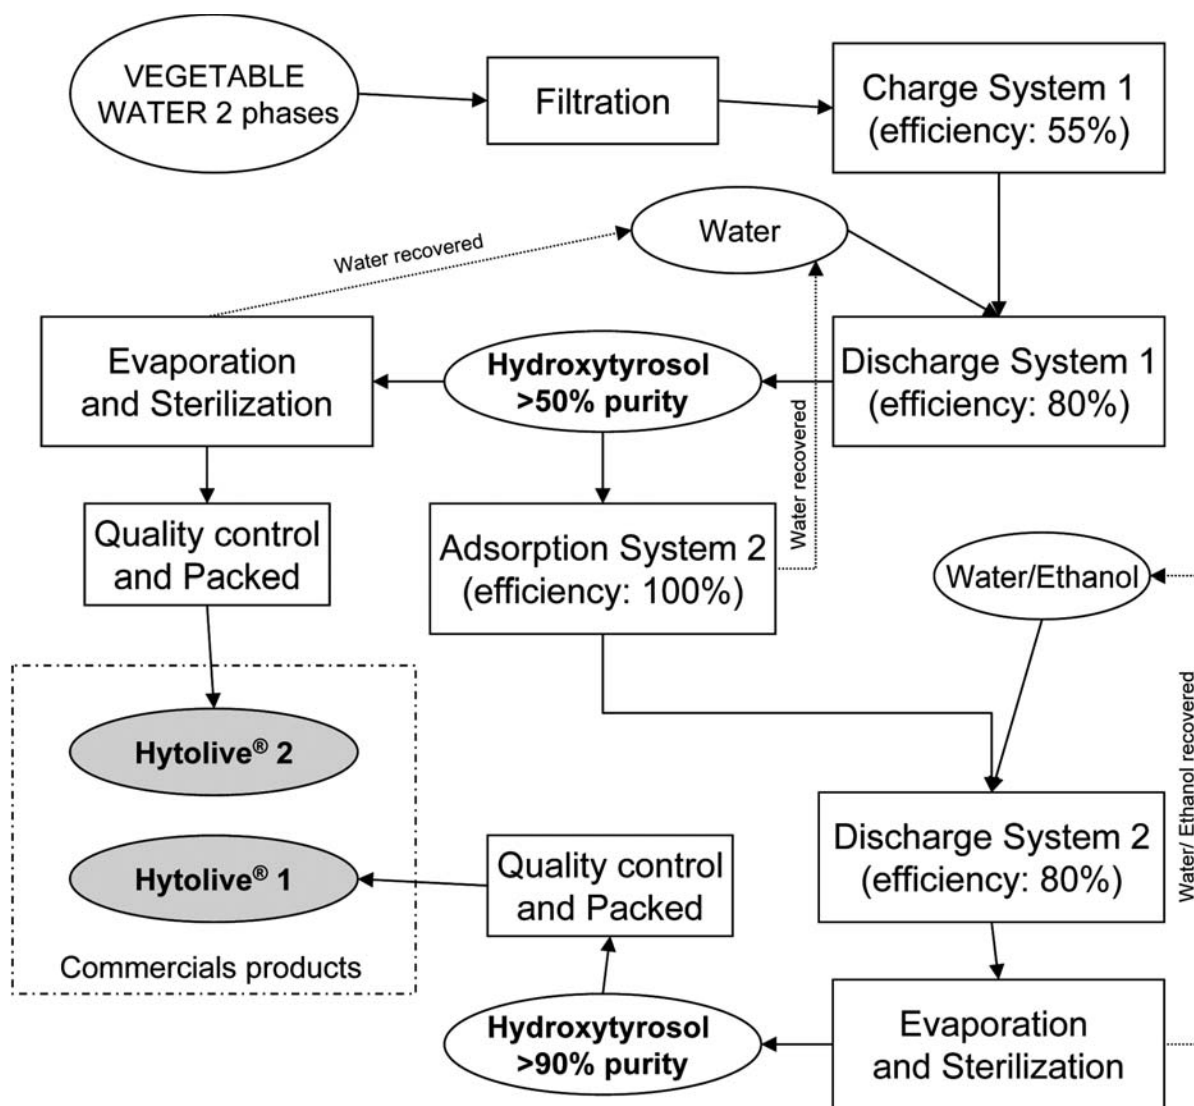 VEGETABLE
WATER 2 phases
Filtration
Charge System 1
(efficiency: 55%)
Water
Water recovered
Evaporation
and Sterilization
Hydroxytyrosol
>50% purity
Discharge System 1
(efficiency: 80%)
Water recovered
Quality control
and Packed
Adsorption System 2
(efficiency: 100%)
Water/Ethanol
Water/ Ethanol recovered
Hytolive® 2
Hytolive® 1
Commercials products
Quality control
and Packed
Discharge System 2
(efficiency: 80%)
Hydroxytyrosol
>90% purity
Evaporation
and Sterilization